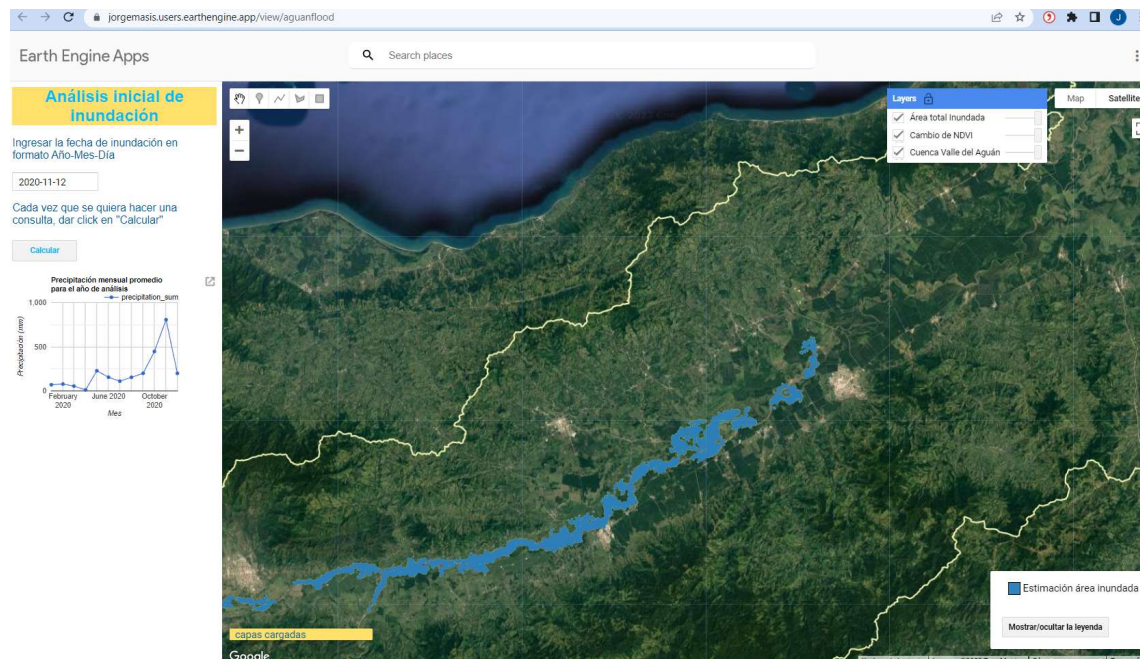 jorgemasis.users.earthengine.app/view/aguanflood
J
Earth Engine Apps
Search places
Análisis inicial de
inundación
Ingresar la fecha de inundación en
formato Año-Mes-Día
2020-11-12
Cada vez que se quiera hacer una
consulta, dar click en "Calcular"
Calcular
Precipitación mensual promedio
para el año de análisis
precipitation_sum
1,000
500
0
Precipitación (mm)
February
2020
June 2020
October
2020
Mes
Layers
Área total Inundada
Cambio de NDVI
Cuenca Valle del Aguán
Map
Satellite
Estimación área inundada
Mostrar/ocultar la leyenda
capas cargadas
Google